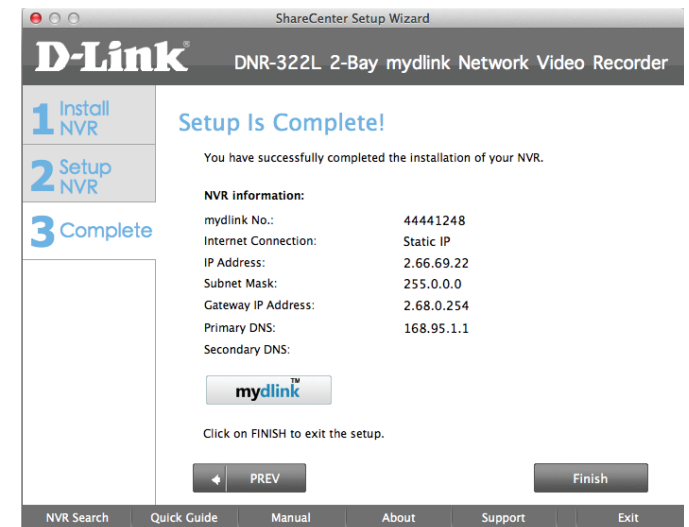 ShareCenter Setup Wizard
D-Link®
DNR-322L 2-Bay mydlink Network Video Recorder
1 Install NVR
2 Setup NVR
3 Complete
Setup Is Complete!
You have successfully completed the installation of your NVR.
NVR information:
mydlink No.: 44441248
Internet Connection: Static IP
IP Address: 2.66.69.22
Subnet Mask: 255.0.0.0
Gateway IP Address: 2.68.0.254
Primary DNS: 168.95.1.1
Secondary DNS:
mydlink™
Click on FINISH to exit the setup.
PREV Finish
NVR Search Quick Guide Manual About Support Exit